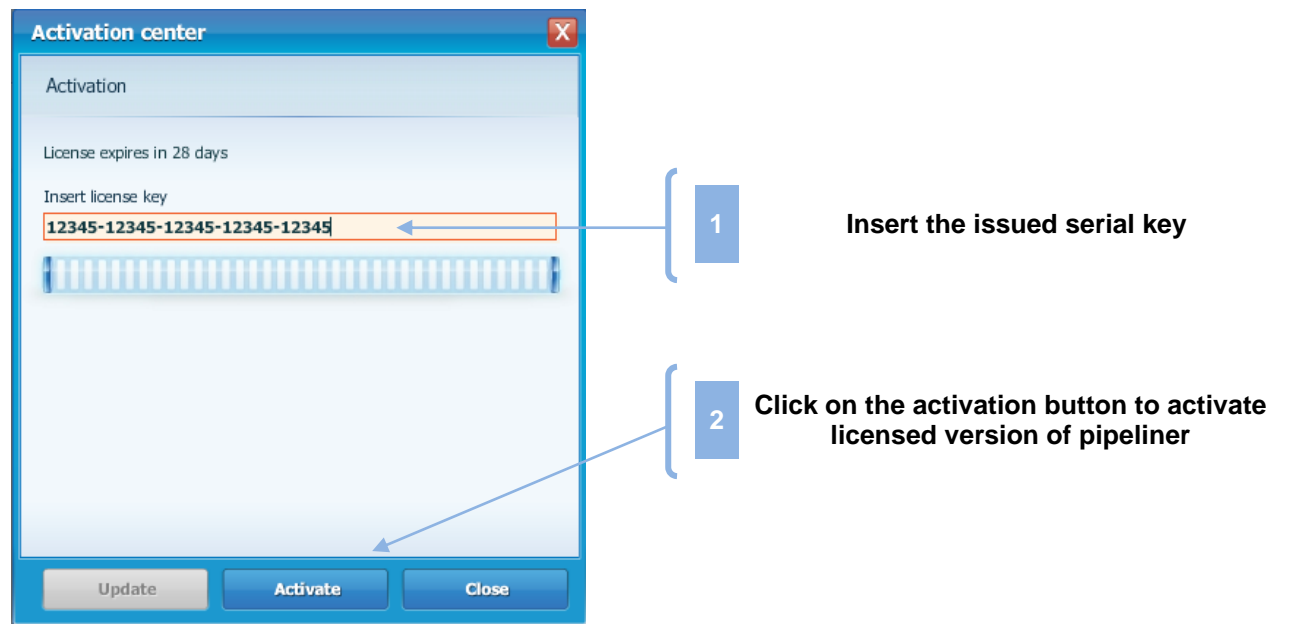 Activation center
X
Activation
License expires in 28 days
Insert license key
12345-12345-12345-12345-12345
1
Insert the issued serial key
2
Click on the activation button to activate
licensed version of pipeliner
Update
Activate
Close